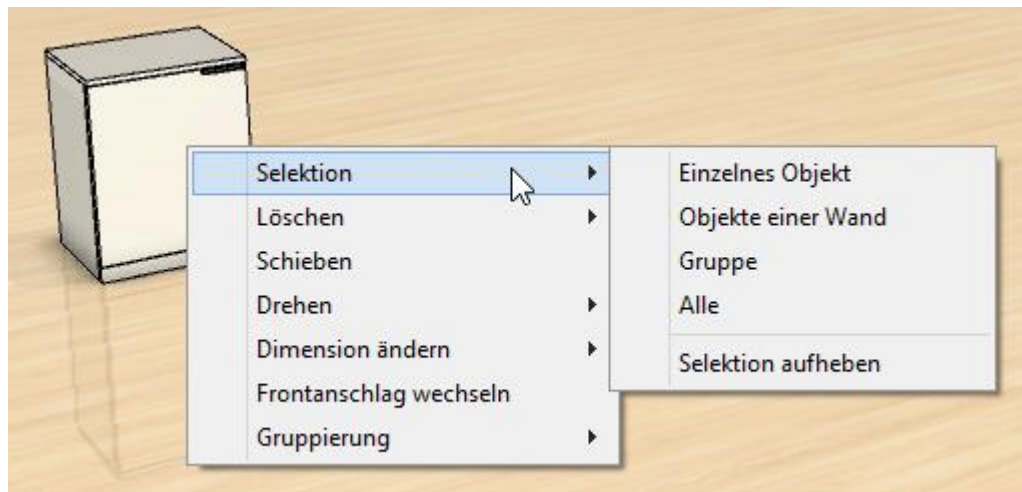 Selektion
Löschen
Schieben
Drehen
Dimension ändern
Frontanschlag wechseln
Gruppierung
Einzelnes Objekt
Objekte einer Wand
Gruppe
Alle
Selektion aufheben